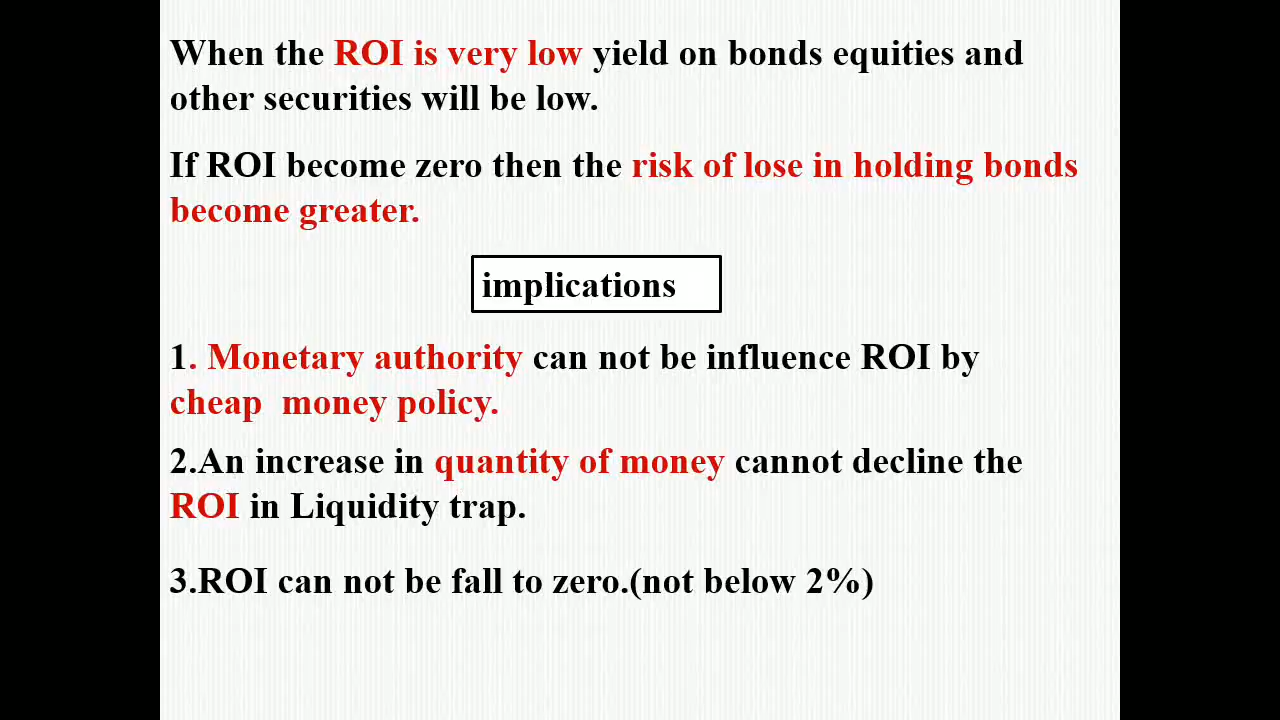 When the ROI is very low yield on bonds equities and
other securities will be low.
If ROI become zero then the risk of lose in holding bonds
become greater.
implications
1. Monetary authority can not be influence ROI by
cheap money policy.
2.An increase in quantity of money cannot decline the
ROI in Liquidity trap.
3.ROI can not be fall to zero.(not below 2%)